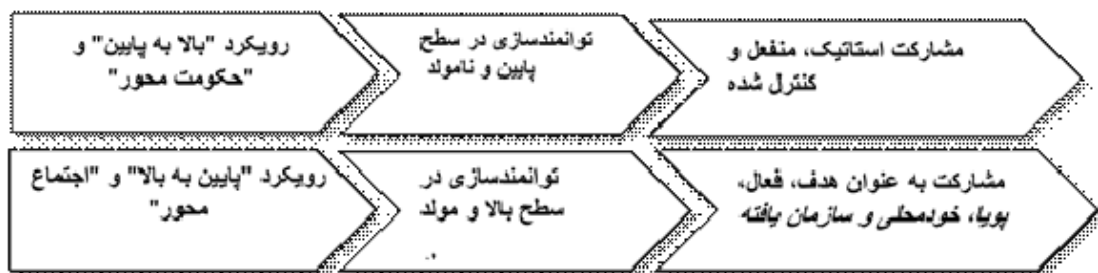 رویکرد "بالا به پایین" و
"حکومت محور"
توانمندسازی در سطح
پایین و نامولد
مشارکت استاتیک، منفعل و
کنترل شده
رویکرد "پایین به بالا" و "اجتماع
محور"
توانمندسازی در
سطح بالا و مولد
.,
مشارکت به عنوان هدف، فعال،
پویا، خودمحلی و سازمان یافته